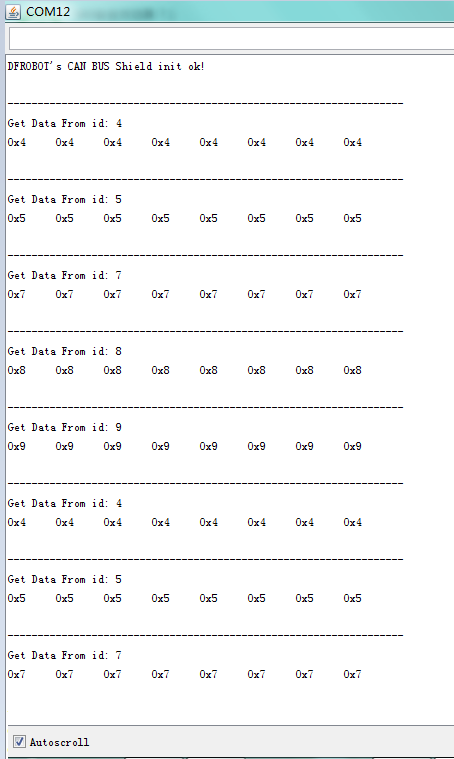 COM12
DFROBOT's CAN BUS Shield init ok!
--------------------------------------------------------------------
Get Data From id: 4
0x4 0x4 0x4 0x4 0x4 0x4 0x4 0x4
--------------------------------------------------------------------
Get Data From id: 5
0x5 0x5 0x5 0x5 0x5 0x5 0x5 0x5
--------------------------------------------------------------------
Get Data From id: 7
0x7 0x7 0x7 0x7 0x7 0x7 0x7 0x7
--------------------------------------------------------------------
Get Data From id: 8
0x8 0x8 0x8 0x8 0x8 0x8 0x8 0x8
--------------------------------------------------------------------
Get Data From id: 9
0x9 0x9 0x9 0x9 0x9 0x9 0x9 0x9
--------------------------------------------------------------------
Get Data From id: 4
0x4 0x4 0x4 0x4 0x4 0x4 0x4 0x4
--------------------------------------------------------------------
Get Data From id: 5
0x5 0x5 0x5 0x5 0x5 0x5 0x5 0x5
--------------------------------------------------------------------
Get Data From id: 7
0x7 0x7 0x7 0x7 0x7 0x7 0x7 0x7
Autoscroll